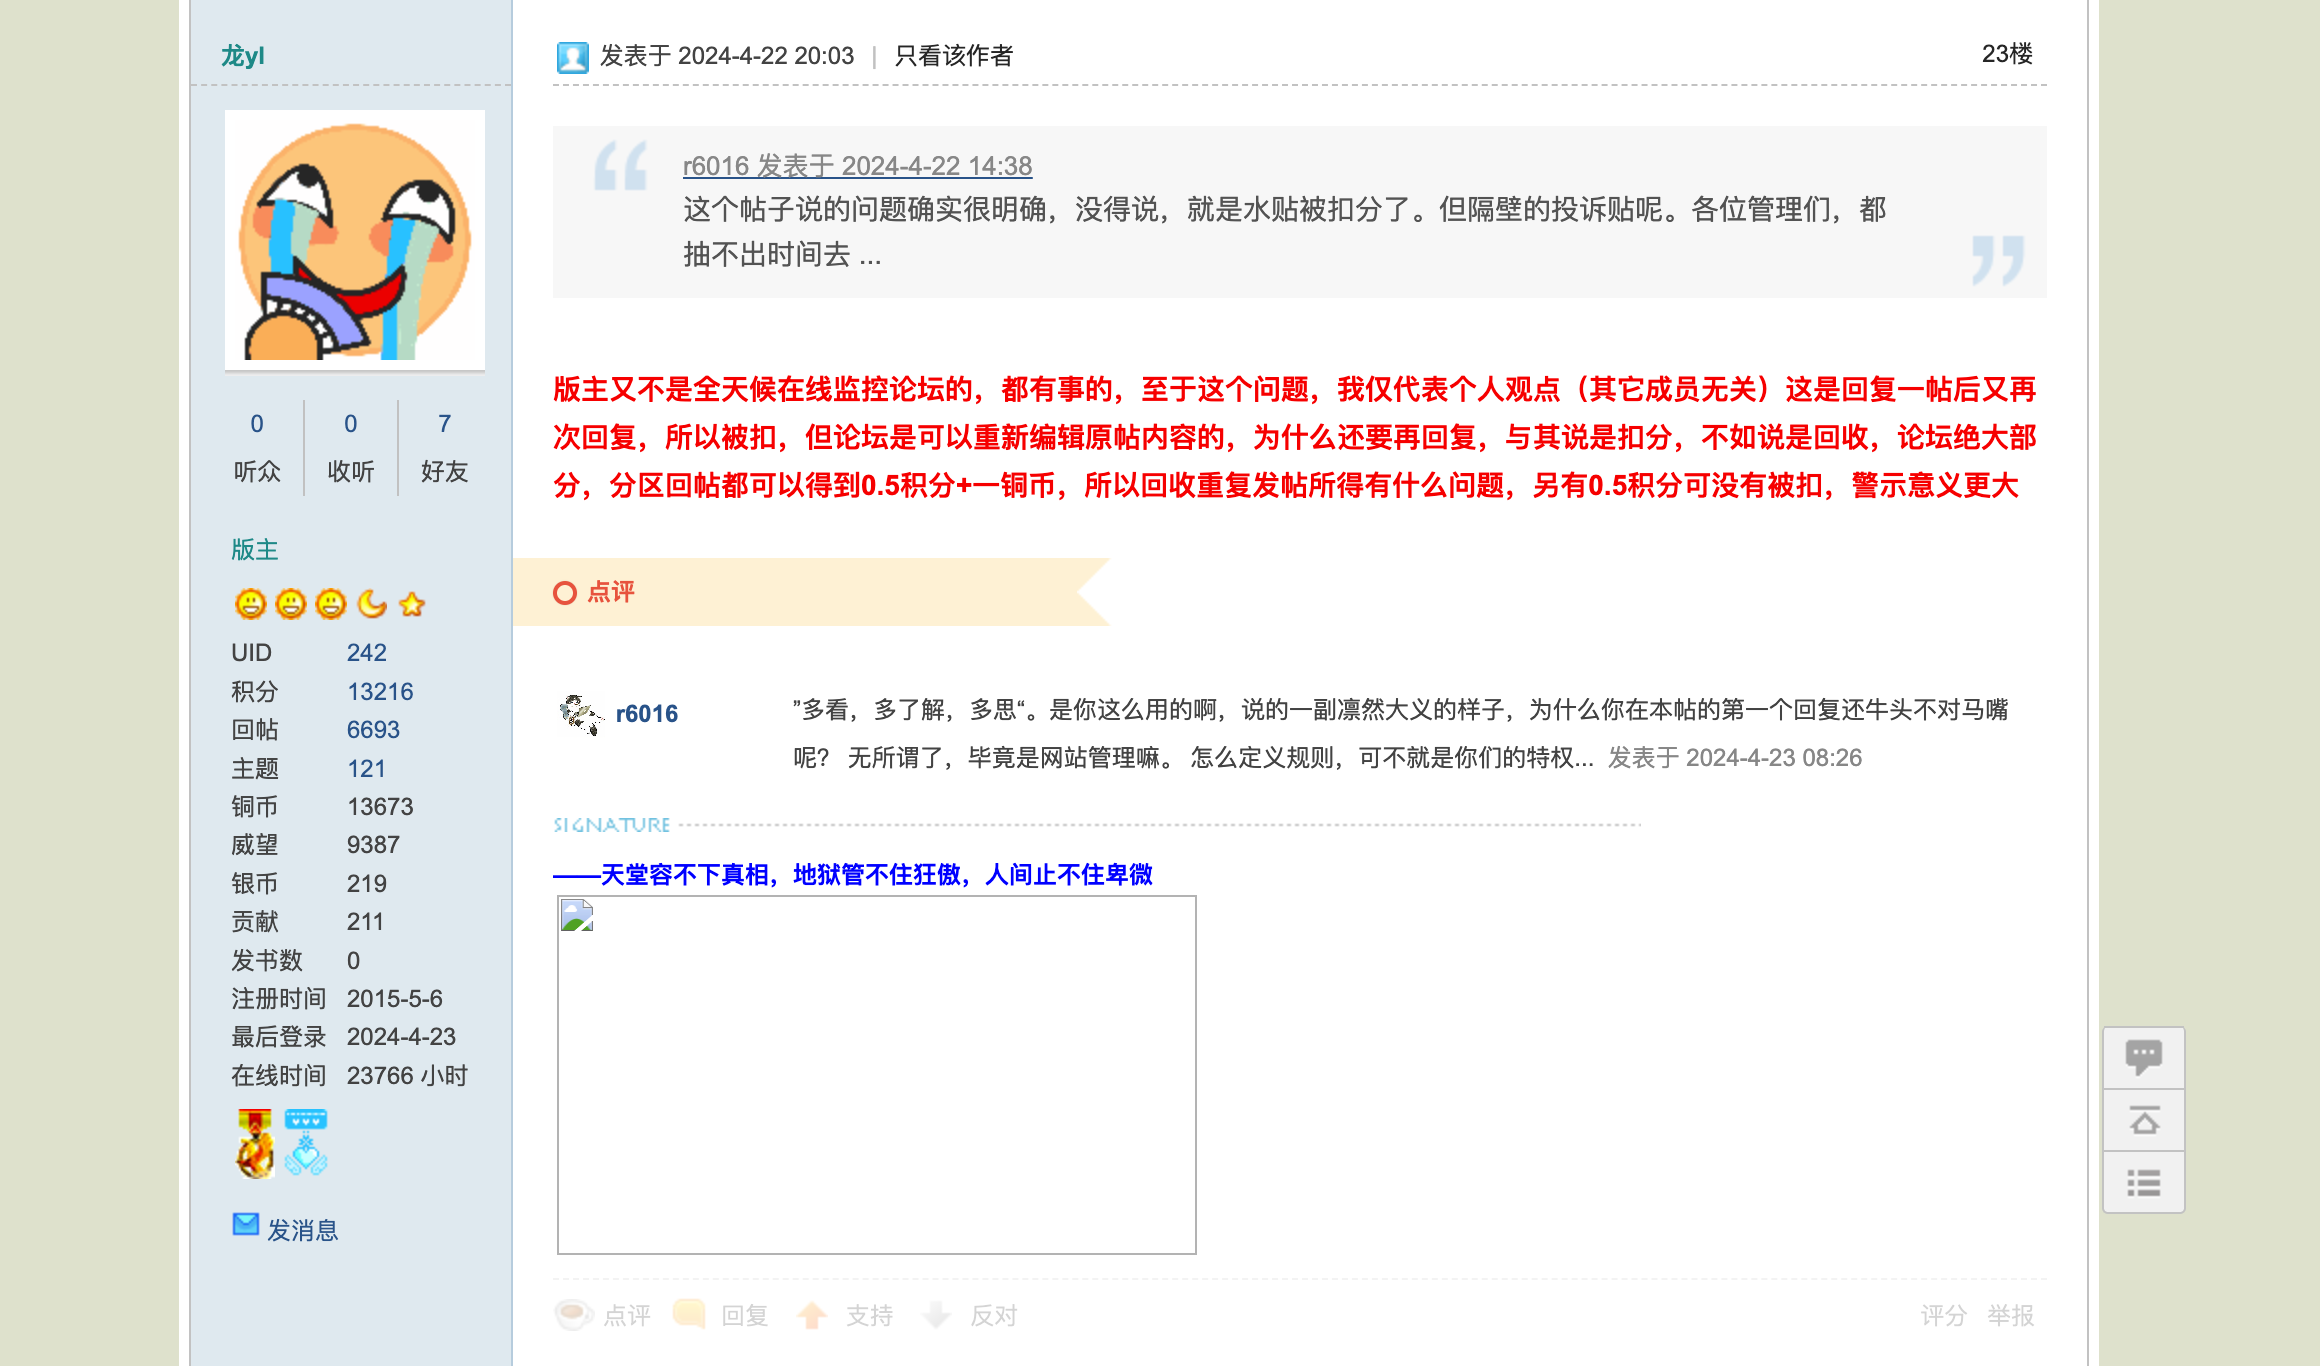 龙yl
0 0 7
听众 收听 好友
版主
UID 242
积分 13216
回帖 6693
主题 121
铜币 13673
威望 9387
银币 219
贡献 211
发书数 0
注册时间 2015-5-6
最后登录 2024-4-23
在线时间 23766 小时
发消息
发表于 2024-4-22 20:03 | 只看该作者 23楼
r6016 发表于 2024-4-22 14:38
这个帖子说的问题确实很明确，没得说，就是水贴被扣分了。但隔壁的投诉贴呢。各位管理们，都
抽不出时间去 ...
版主又不是全天候在线监控论坛的，都有事的，至于这个问题，我仅代表个人观点（其它成员无关）这是回复一帖后又再
次回复，所以被扣，但论坛是可以重新编辑原帖内容的，为什么还要再回复，与其说是扣分，不如说是回收，论坛绝大部
分，分区回帖都可以得到0.5积分+一铜币，所以回收重复发帖所得有什么问题，另有0.5积分可没有被扣，警示意义更大
点评
r6016 ”多看，多了解，多思“。是你这么用的啊，说的一副凛然大义的样子，为什么你在本帖的第一个回复还牛头不对马嘴
呢？ 无所谓了，毕竟是网站管理嘛。 怎么定义规则，可不就是你们的特权... 发表于 2024-4-23 08:26
SIGNATURE
——天堂容不下真相，地狱管不住狂傲，人间止不住卑微
点评 回复 支持 反对 评分 举报